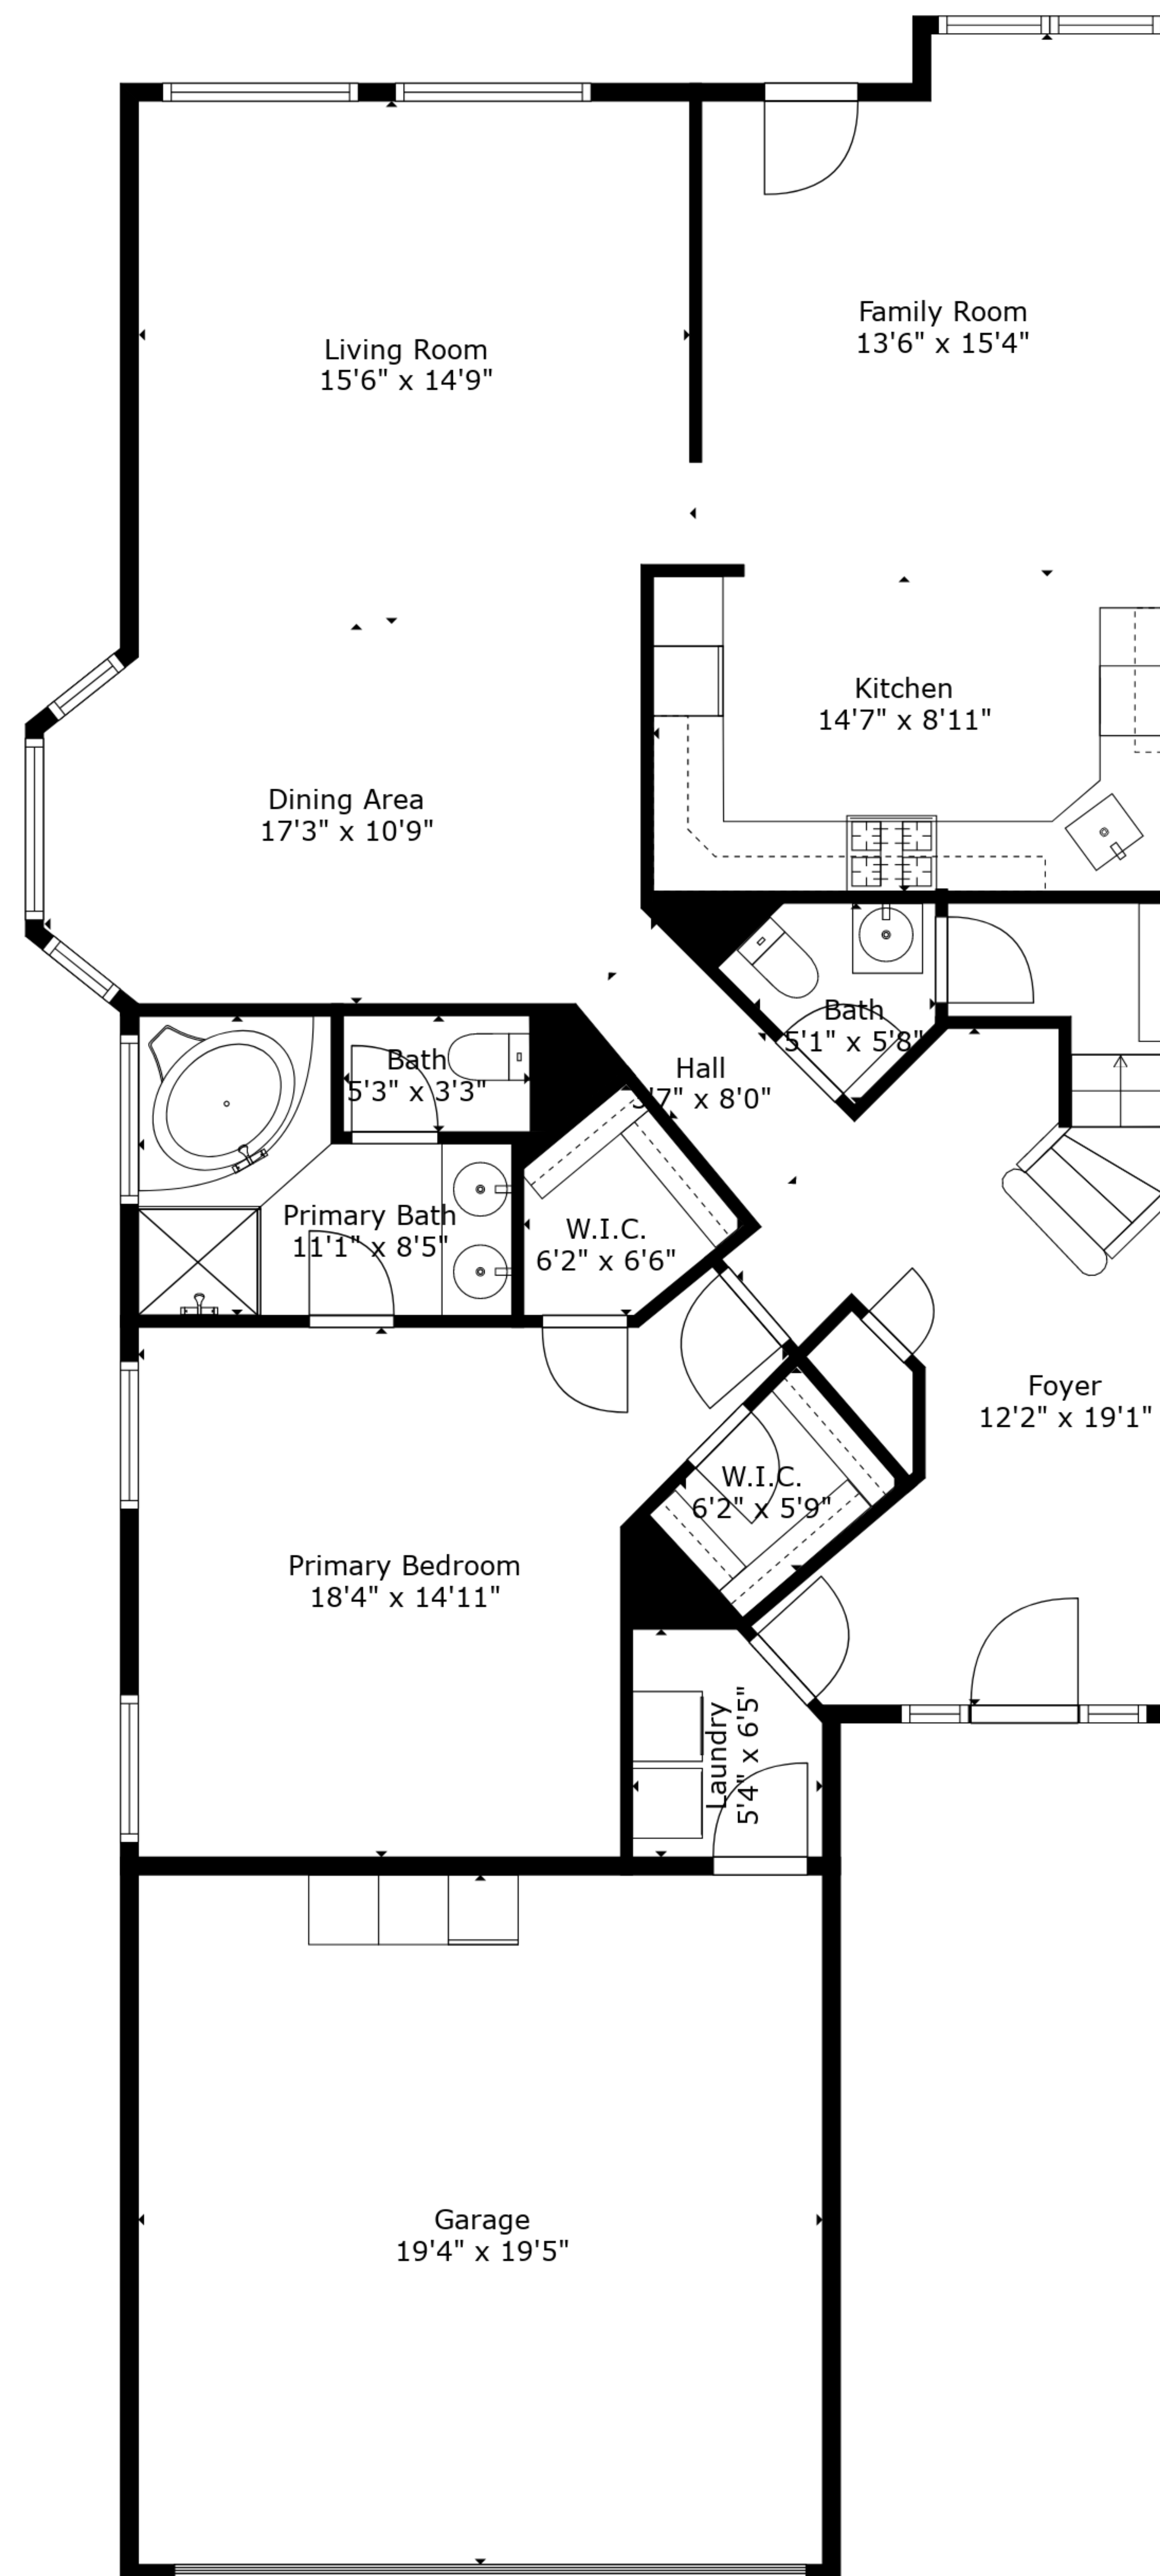 Family Room
13'6" x 15'4"
Living Room
15'6" x 14'9"
Kitchen
14'7" x 8'11"
Dining Area
17'3" x 10'9"
Bath
5'1" x 5'8"
Hall
x 8'0"
Bath
5'3" x 3'3"
Primary Bath
11'1" x 8'5"
W.I.C.
6'2" x 6'6"
Foyer
12'2" x 19'1"
W.I.C.
6'2" x 5'9"
Primary Bedroom
18'4" x 14'11"
Laundry
5'4" x 6'5"
Garage
19'4" x 19'5"